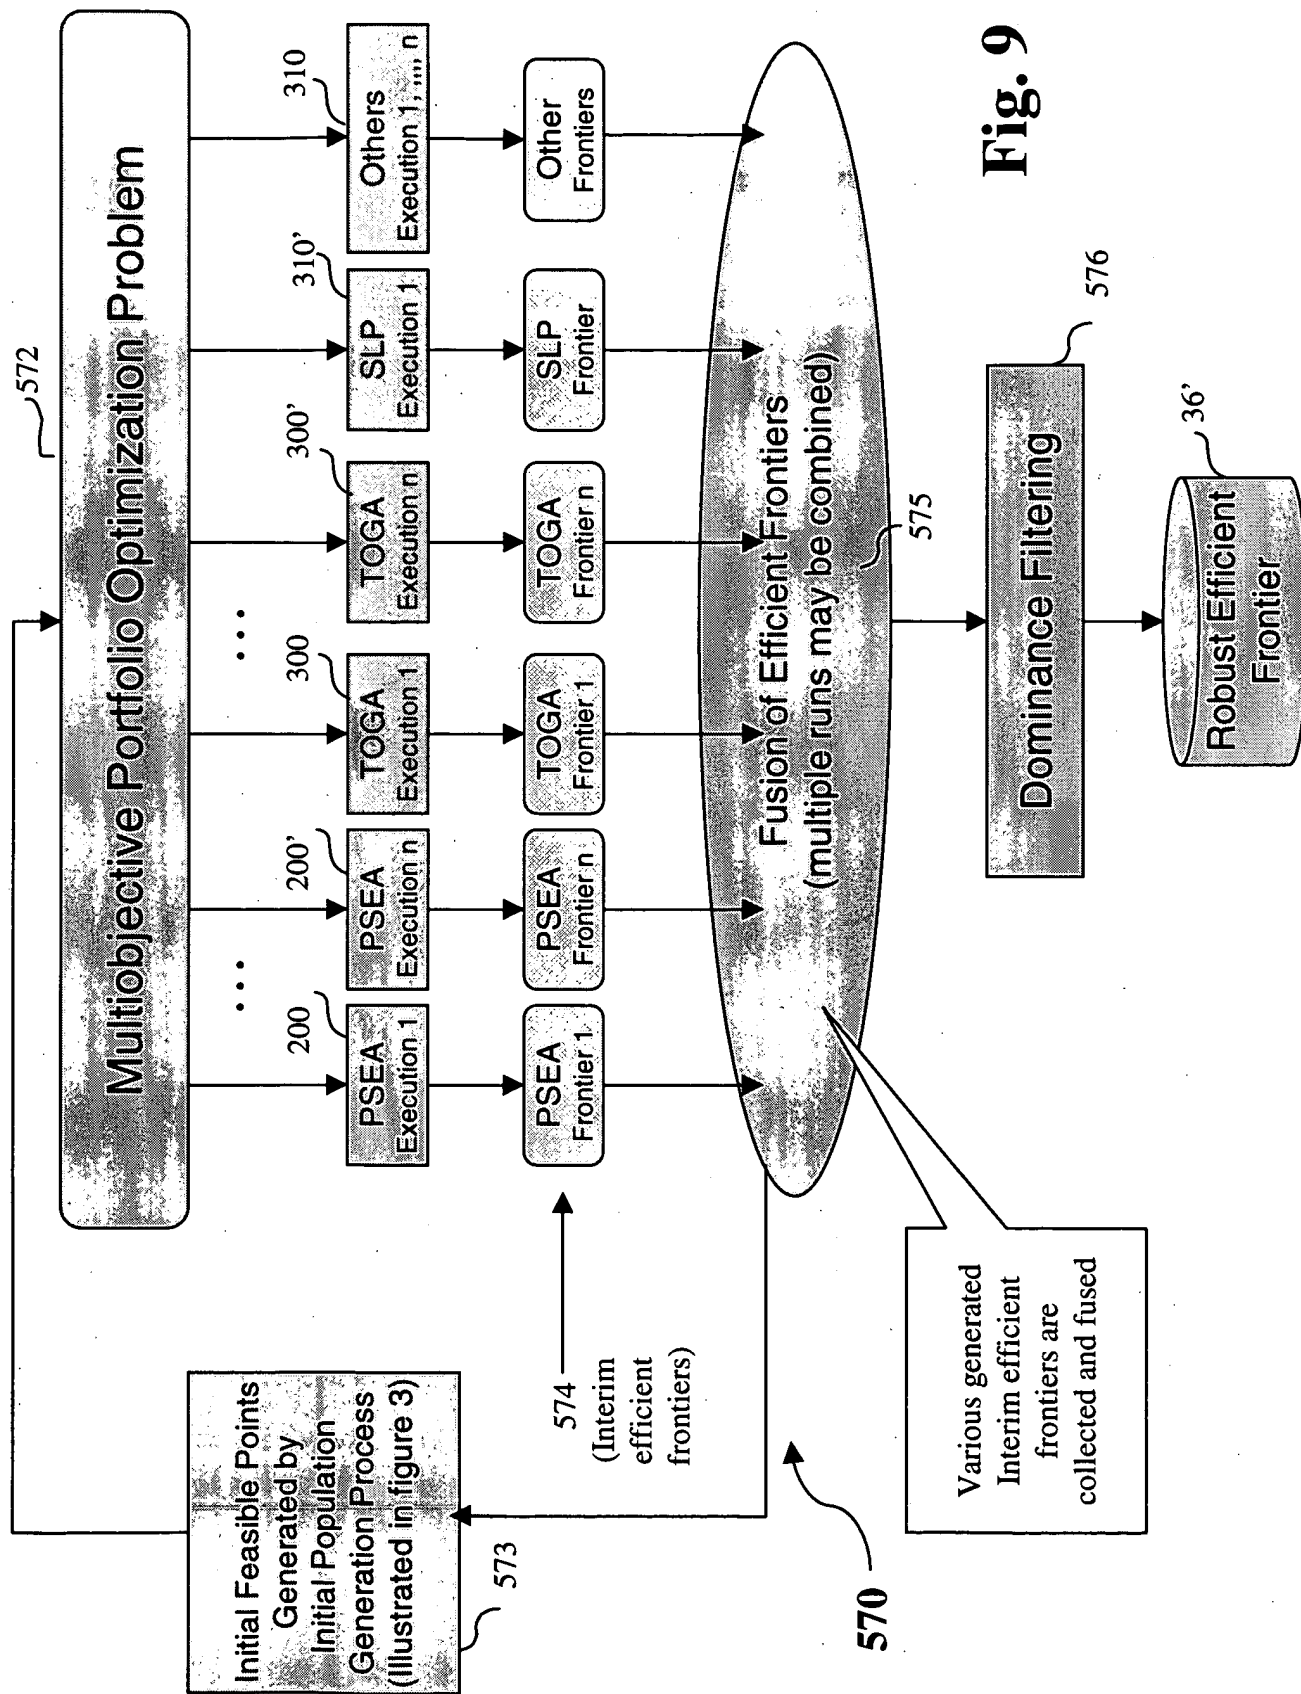 572
Multiobjective Portfolio Optimization Problem
Initial Feasible Points
Generated by
Initial Population
Generation Process
(Illustrated in figure 3)
573
200
PSEA
Execution 1
...
200’
PSEA
Execution n
300
TOGA
Execution 1
...
300’
TOGA
Execution n
310’
SLP
Execution 1
310
Others
Execution 1, ,,,, n
574
(Interim
efficient
frontiers)
PSEA
Frontier 1
PSEA
Frontier n
TOGA
Frontier 1
TOGA
Frontier n
SLP
Frontier
Other
Frontiers
Fusion of Efficient Frontiers
(multiple runs may be combined)
575
570
Various generated
Interim efficient
frontiers are
collected and fused
Dominance Filtering
576
Robust Efficient
Frontier
36’
Fig. 9